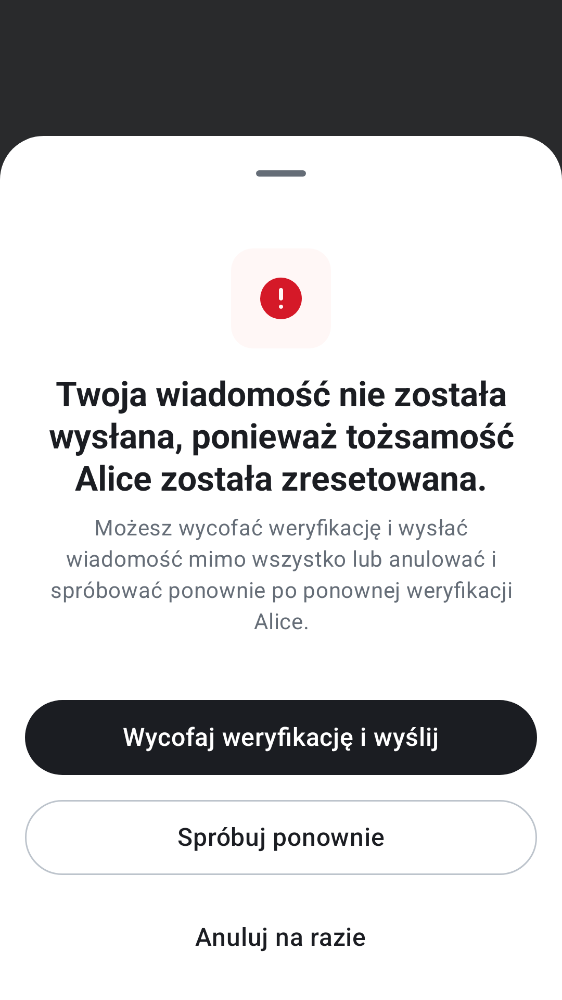 Twoja wiadomość nie została
wysłana, ponieważ tożsamość
Alice została zresetowana.
Możesz wycofać weryfikację i wysłać
wiadomość mimo wszystko lub anulować i
spróbować ponownie po ponownej weryfikacji
Alice.
Wycofaj weryfikację i wyślij
Spróbuj ponownie
Anuluj na razie